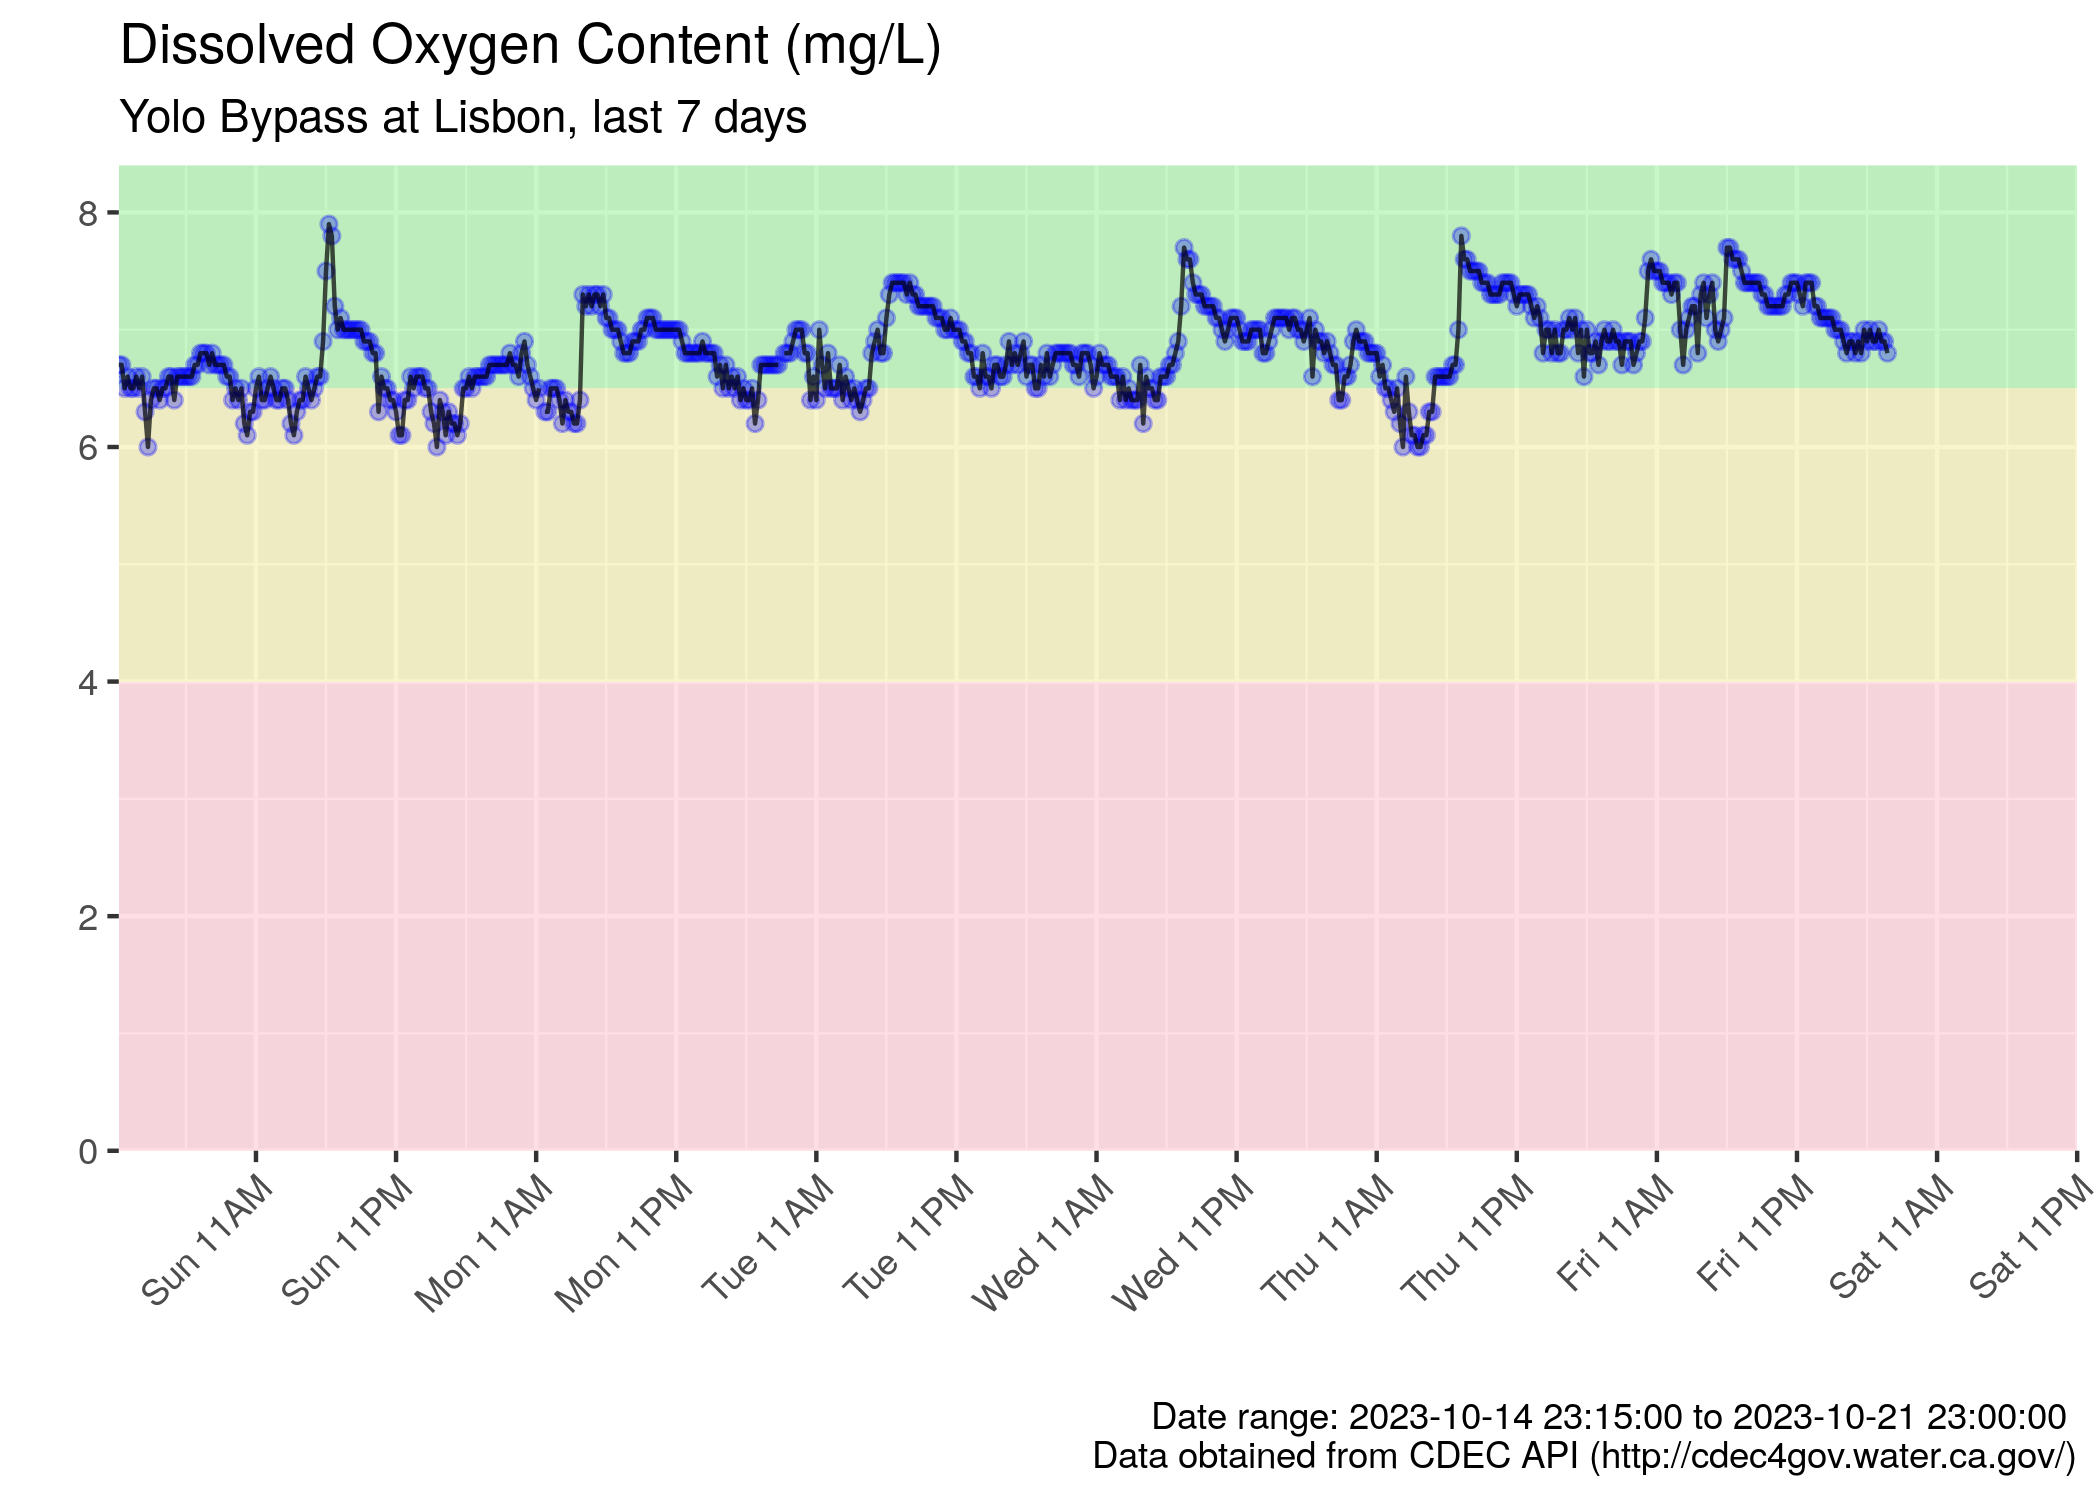 Dissolved Oxygen Content (mg/L)
Yolo Bypass at Lisbon, last 7 days
8
6
4
2
0
Sun 11AM
Sun 11PM
Mon 11AM
Mon 11PM
Tue 11AM
Tue 11PM
Wed 11AM
Wed 11PM
Thu 11AM
Thu 11PM
Fri 11AM
Fri 11PM
Sat 11AM
Sat 11PM
Date range: 2023-10-14 23:15:00 to 2023-10-21 23:00:00
Data obtained from CDEC API (http://cdec4gov.water.ca.gov/)